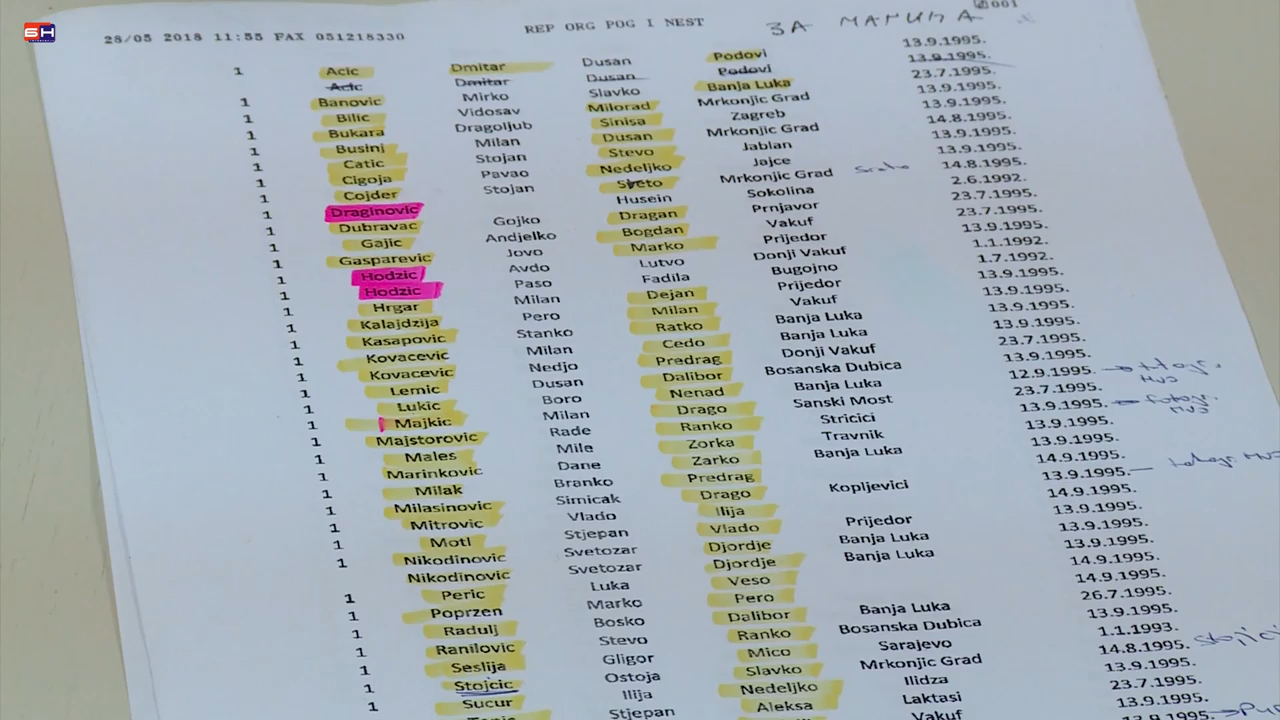 6H
28/05 2018 11:55 FAX 051218330 REP ORG POG I NEST ЗА МАЧИЛА 001
1 Acic Dmitar Dusan Podovi 13.9.1995.
Acic Dmitar Dusan Podovi 13.9.1995.
1 Banovic Mirko Slavko Banja Luka 23.7.1995.
1 Bilic Vidosav Milorad Mrkonjic Grad 13.9.1995.
1 Bukara Dragoljub Sinisa Zagreb 13.9.1995.
1 Businj Milan Dusan Mrkonjic Grad 14.8.1995.
1 Catic Stojan Stevo Jablan 13.9.1995.
1 Cigoja Pavao Nedeljko Jajce 13.9.1995.
1 Cojder Stojan Sveto Mrkonjic Grad 14.8.1995.
1 Draginovic Husein Sokolina 2.6.1992.
1 Dubravac Gojko Dragan Prnjavor 23.7.1995.
1 Gajic Andjelko Bogdan Vakuf 23.7.1995.
1 Gasparevic Jovo Marko Prijedor 13.9.1995.
1 Hodzic Avdo Lutvo Donji Vakuf 1.1.1992.
1 Hodzic Paso Fadila Bugojno 1.7.1992.
1 Hrgar Milan Dejan Prijedor 13.9.1995.
1 Kalajdzija Pero Milan Vakuf 13.9.1995.
1 Kasapovic Stanko Ratko Banja Luka 13.9.1995.
1 Kovacevic Milan Cedo Banja Luka 13.9.1995.
1 Kovacevic Nedjo Predrag Donji Vakuf 23.7.1995.
1 Lemic Dusan Dalibor Bosanska Dubica 13.9.1995.
1 Lukic Boro Nenad Banja Luka 12.9.1995.
1 Majkic Milan Drago Sanski Most 23.7.1995.
1 Majstorovic Rade Ranko Stricici 13.9.1995.
1 Males Mile Zorka Travnik 13.9.1995.
1 Marinkovic Dane Zarko Banja Luka 13.9.1995.
1 Milak Branko Predrag 14.9.1995.
1 Milasinovic Simicak Drago Kopljevici 13.9.1995.
1 Mitrovic Vlado Ilija 14.9.1995.
1 Motl Stjepan Vlado Prijedor 13.9.1995.
1 Nikodinovic Svetozar Djordje Banja Luka 13.9.1995.
Nikodinovic Svetozar Djordje Banja Luka 13.9.1995.
1 Peric Luka Veso 14.9.1995.
1 Poprzen Marko Pero 14.9.1995.
1 Radulj Bosko Dalibor Banja Luka 26.7.1995.
1 Ranilovic Stevo Ranko Bosanska Dubica 13.9.1995.
1 Seslija Gligor Mico Sarajevo 1.1.1993.
1 Stojcic Ostoja Slavko Mrkonjic Grad 14.8.1995.
1 Sucur Ilija Nedeljko Ilidza 13.9.1995.
Stjepan Aleksa Laktasi 23.7.1995.
Vakuf 13.9.1995.